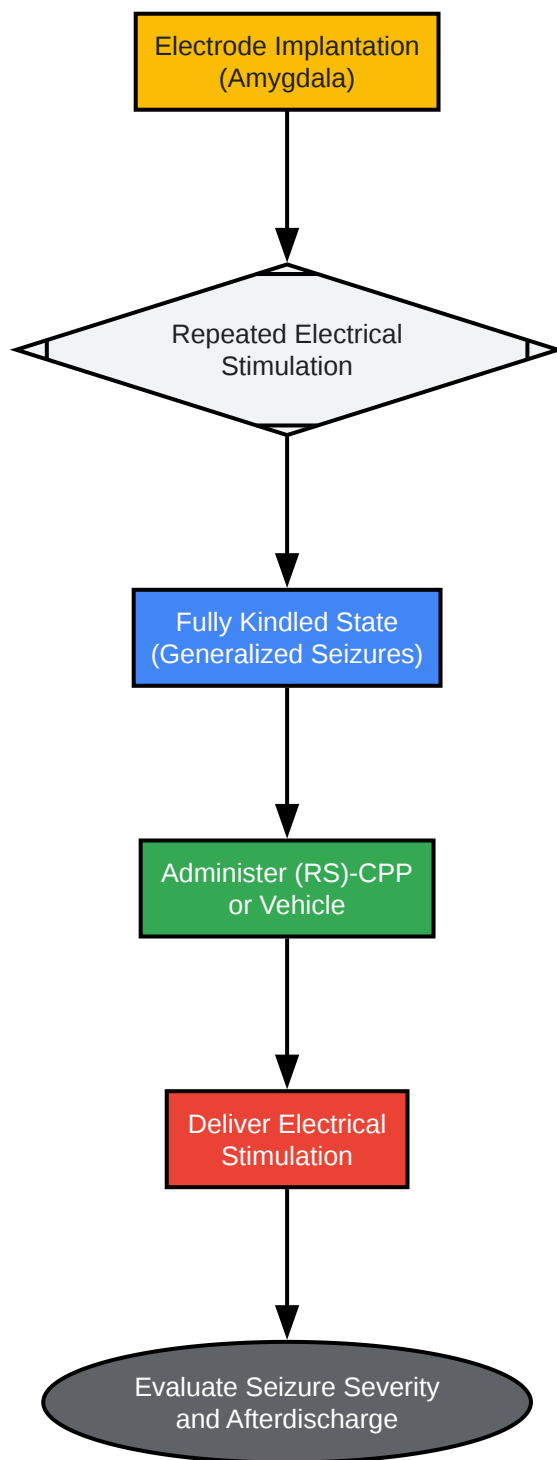 Electrode Implantation
(Amygdala)
Repeated Electrical
Stimulation
Fully Kindled State
(Generalized Seizures)
Administer (RS)-CPP
or Vehicle
Deliver Electrical
Stimulation
Evaluate Seizure Severity
and Afterdischarge